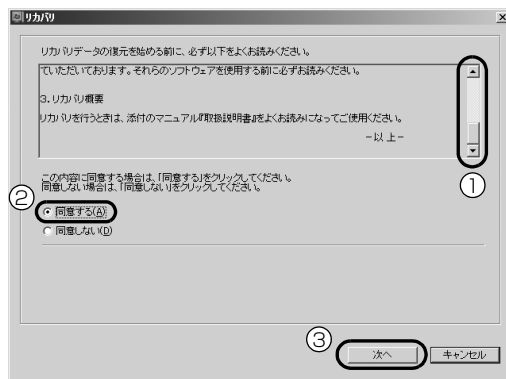 リカバリ
リカバリデータの復元を始める前に、必ず以下をよくお読みください。
ていただいております。それらのソフトウェアを使用する前に必ずお読みください。
3. リカバリ概要
リカバリを行うときは、添付のマニュアル『取扱説明書』をよくお読みになってご使用ください。
－以上－
①
この内容に同意する場合は、「同意する」をクリックしてください。
同意しない場合は、「同意しない」をクリックしてください。
②
同意する(A)
同意しない(D)
③
次へ
キャンセル